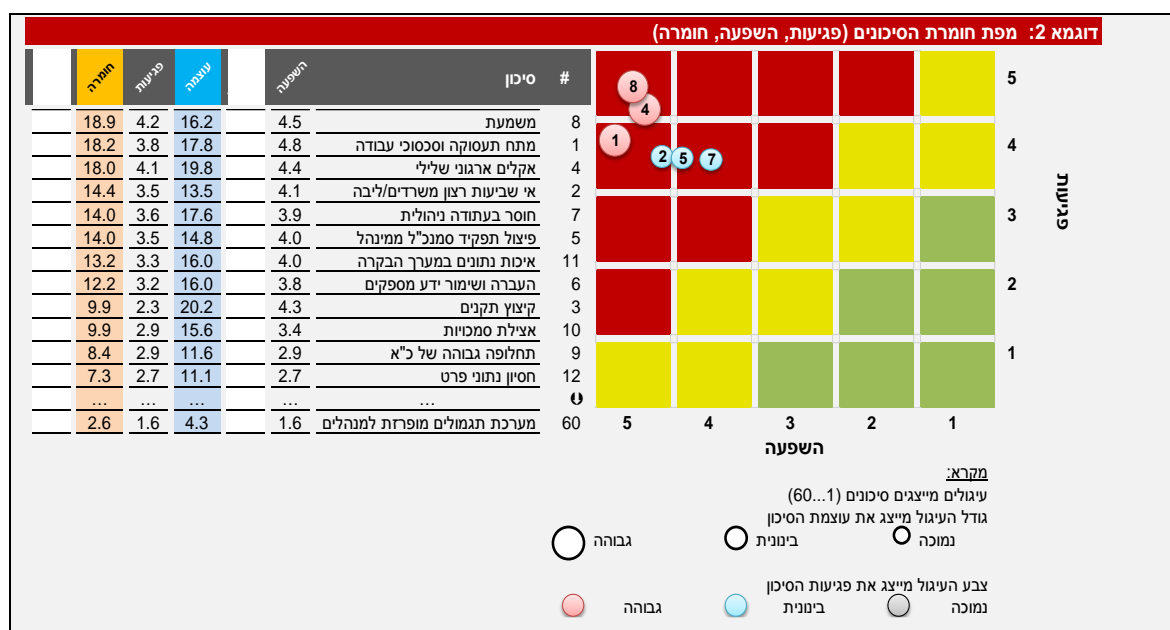 דוגמא 2: מפת חומרת הסיכונים (פגיעות, השפעה, חומרה)
# סיכון השפעה עוצמה פגיעות חומרה
8 משמעת 4.5 16.2 4.2 18.9
1 מתח תעסוקה וסכסוכי עבודה 4.8 17.8 3.8 18.2
4 אקלים ארגוני שלילי 4.4 19.8 4.1 18.0
2 אי שביעות רצון משרדים/ליבה 4.1 13.5 3.5 14.4
7 חוסר בעתודה ניהולית 3.9 17.6 3.6 14.0
5 פיצול תפקיד סמנכ"ל ממינהל 4.0 14.8 3.5 14.0
11 איכות נתונים במערך הבקרה 4.0 16.0 3.3 13.2
6 העברה ושימור ידע מספקים 3.8 16.0 3.2 12.2
3 קיצוץ תקנים 4.3 20.2 2.3 9.9
10 אצילת סמכויות 3.4 15.6 2.9 9.9
9 תחלופה גבוהה של כ"א 2.9 11.6 2.9 8.4
12 חסיון נתוני פרט 2.7 11.1 2.7 7.3
… … … … …
60 מערכת תגמולים מופרזת למנהלים 1.6 4.3 1.6 2.6
5
4
3
2
1
פגיעות
8
4
1
2 5 7
1 2 3 4 5
השפעה
מקרא:
עיגולים מייצגים סיכונים (1...60)
גודל העיגול מייצג את עוצמת הסיכון
נמוכה בינונית גבוהה
צבע העיגול מייצג את פגיעות הסיכון
נמוכה בינונית גבוהה